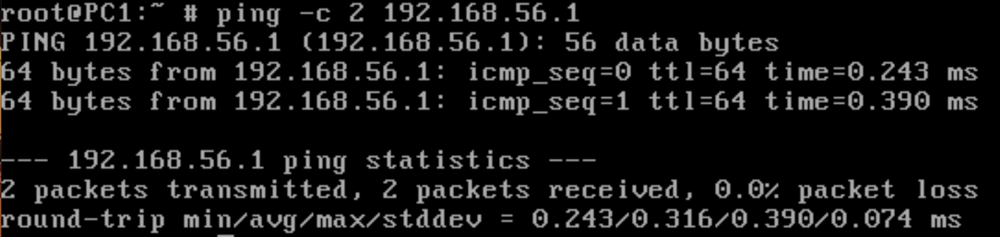 root@PC1:~ # ping -c 2 192.168.56.1
PING 192.168.56.1 (192.168.56.1): 56 data bytes
64 bytes from 192.168.56.1: icmp_seq=0 ttl=64 time=0.243 ms
64 bytes from 192.168.56.1: icmp_seq=1 ttl=64 time=0.390 ms
--- 192.168.56.1 ping statistics ---
2 packets transmitted, 2 packets received, 0.0% packet loss
round-trip min/avg/max/stddev = 0.243/0.316/0.390/0.074 ms